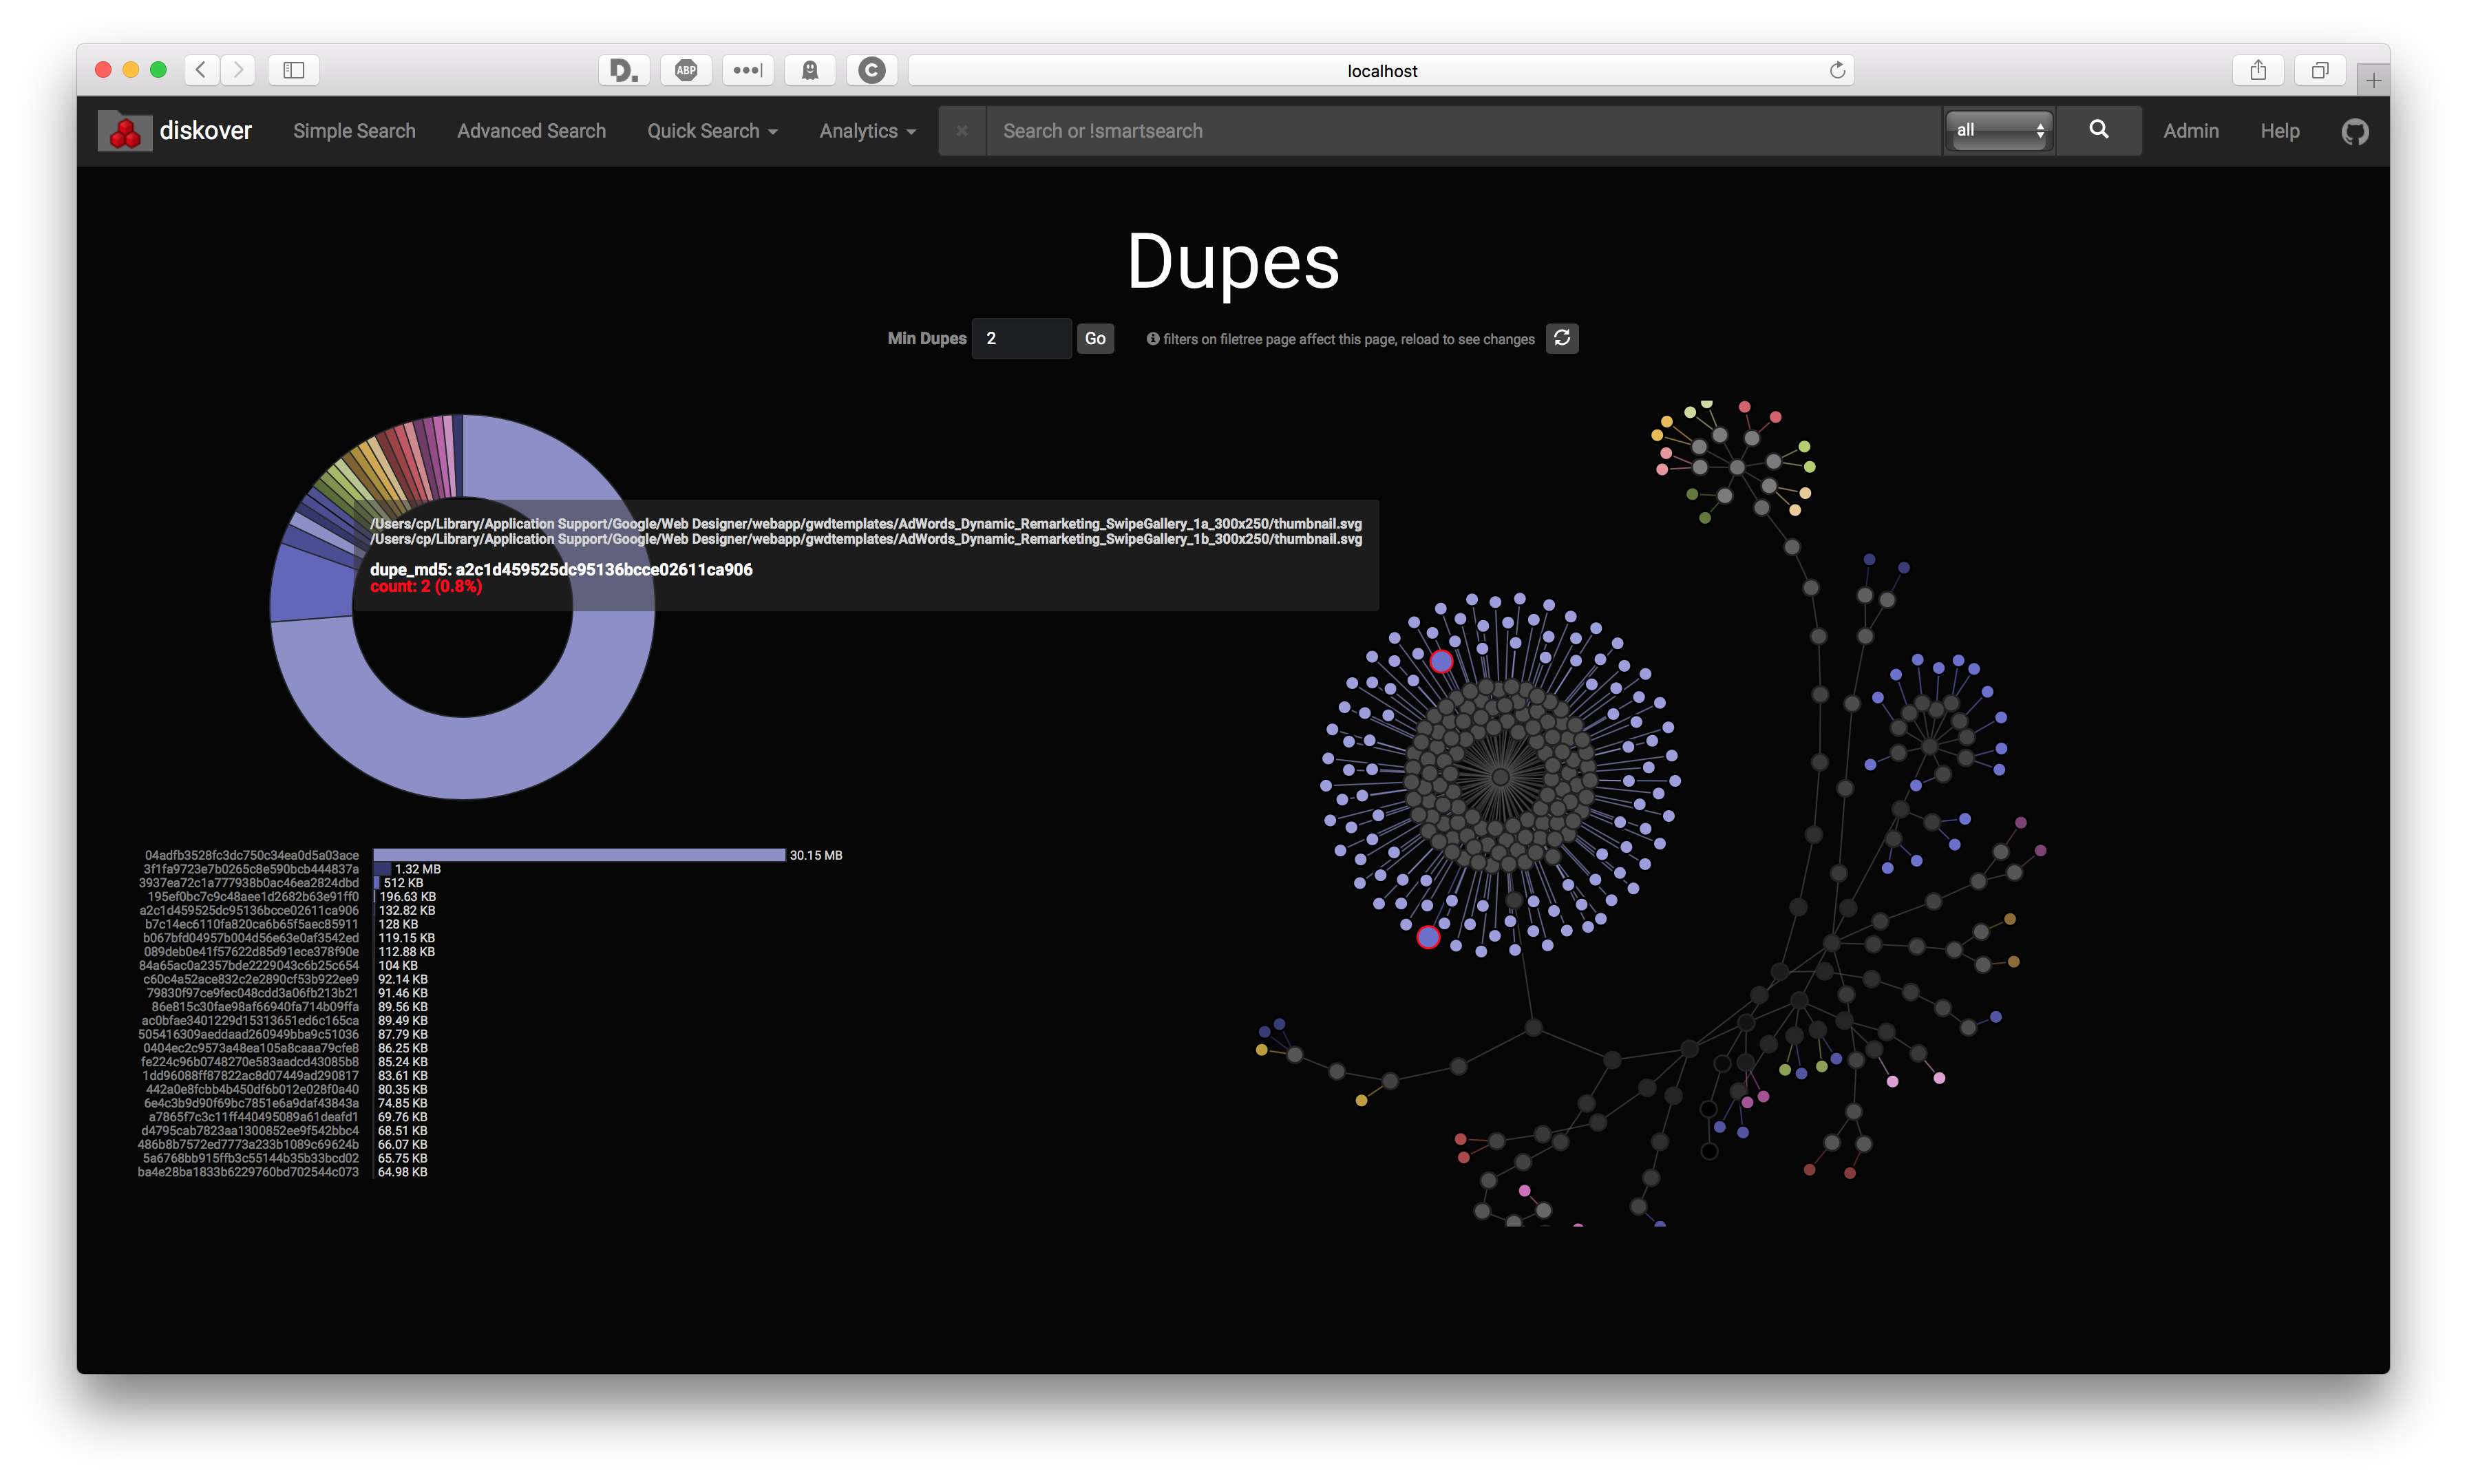 D.
ABP
C
localhost
diskover
Simple Search
Advanced Search
Quick Search
Analytics
Search or !smartsearch
all
Admin
Help
Dupes
Min Dupes 2 Go
filters on filetree page affect this page, reload to see changes
/Users/cp/Library/Application Support/Google/Web Designer/webapp/gwdtemplates/AdWords_Dynamic_Remarketing_SwipeGallery_1a_300x250/thumbnail.svg
/Users/cp/Library/Application Support/Google/Web Designer/webapp/gwdtemplates/AdWords_Dynamic_Remarketing_SwipeGallery_1b_300x250/thumbnail.svg
dupe_md5: a2c1d459525dc95136bcce02611ca906
count: 2 (0.8%)
04adfb3528fc3dc750c34ea0d5a03ace 30.15 MB
3f1fa9723e7b0265c8e590bcb444837a 1.32 MB
3937ea72c1a777938b0ac46ea2824dbd 512 KB
195ef0bc7c9c48aee1d2682b63e91ff0 196.63 KB
a2c1d459525dc95136bcce02611ca906 132.82 KB
b7c14ec6110fa820ca6b65f5aec85911 128 KB
b067bfd04957b004d56e63e0af3542ed 119.15 KB
089deb0e41f57622d85d91ece378f90e 112.88 KB
84a65ac0a2357bde2229043c6b25c654 104 KB
c60c4a52ace832c2e2890cf53b922ee9 92.14 KB
79830f97ce9fec048cdd3a06fb213b21 91.46 KB
86e815c30fae98af66940fa714b09ffa 89.56 KB
ac0bfae3401229d15313651ed6c165ca 89.49 KB
505416309aeddaad260949bba9c51036 87.79 KB
0404ec2c9573a48ea105a8caaa79cfe8 86.25 KB
fe224c96b0748270e583aadcd43085b8 85.24 KB
1dd96088ff87822ac8d07449ad290817 83.61 KB
442a0e8fcbb4b450df6b012e028f0a40 80.35 KB
6e4c3b9d90f69bc7851e6a9daf43843a 74.85 KB
a7865f7c3c11ff440495089a61deafd1 69.76 KB
d4795cab7823aa1300852ee9f542bbc4 68.51 KB
486b8b7572ed7773a233b1089c69624b 66.07 KB
5a6768bb915ffb3c55144b35b33bcd02 65.75 KB
ba4e28ba1833b6229760bd702544c073 64.98 KB